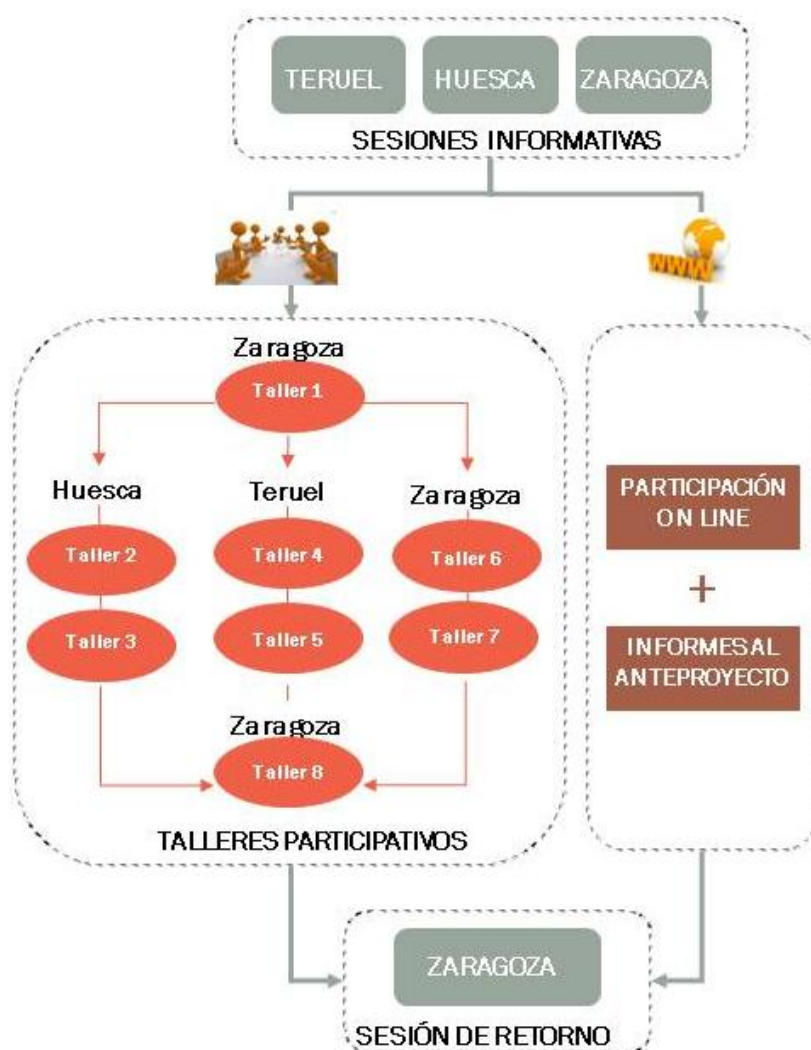 TERUEL
HUESCA
ZARAGOZA
SESIONES INFORMATIVAS
WWW
Zaragoza
Taller 1
Huesca
Teruel
Zaragoza
Taller 2
Taller 4
Taller 6
Taller 3
Taller 5
Taller 7
Zaragoza
Taller 8
TALLERES PARTICIPATIVOS
PARTICIPACIÓN
ON LINE
+
INFORMES AL
ANTEPROYECTO
ZARAGOZA
SESIÓN DE RETORNO